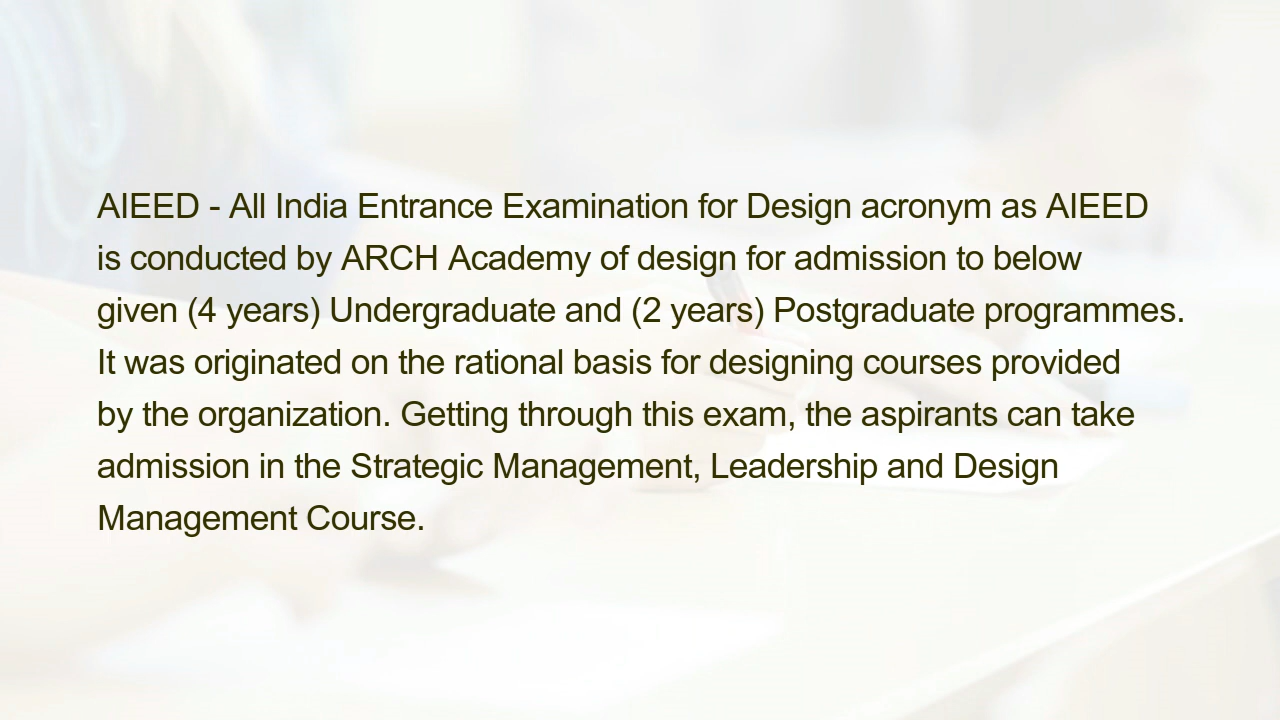 AIEED - All India Entrance Examination for Design acronym as AIEED
is conducted by ARCH Academy of design for admission to below
given (4 years) Undergraduate and (2 years) Postgraduate programmes.
It was originated on the rational basis for designing courses provided
by the organization. Getting through this exam, the aspirants can take
admission in the Strategic Management, Leadership and Design
Management Course.